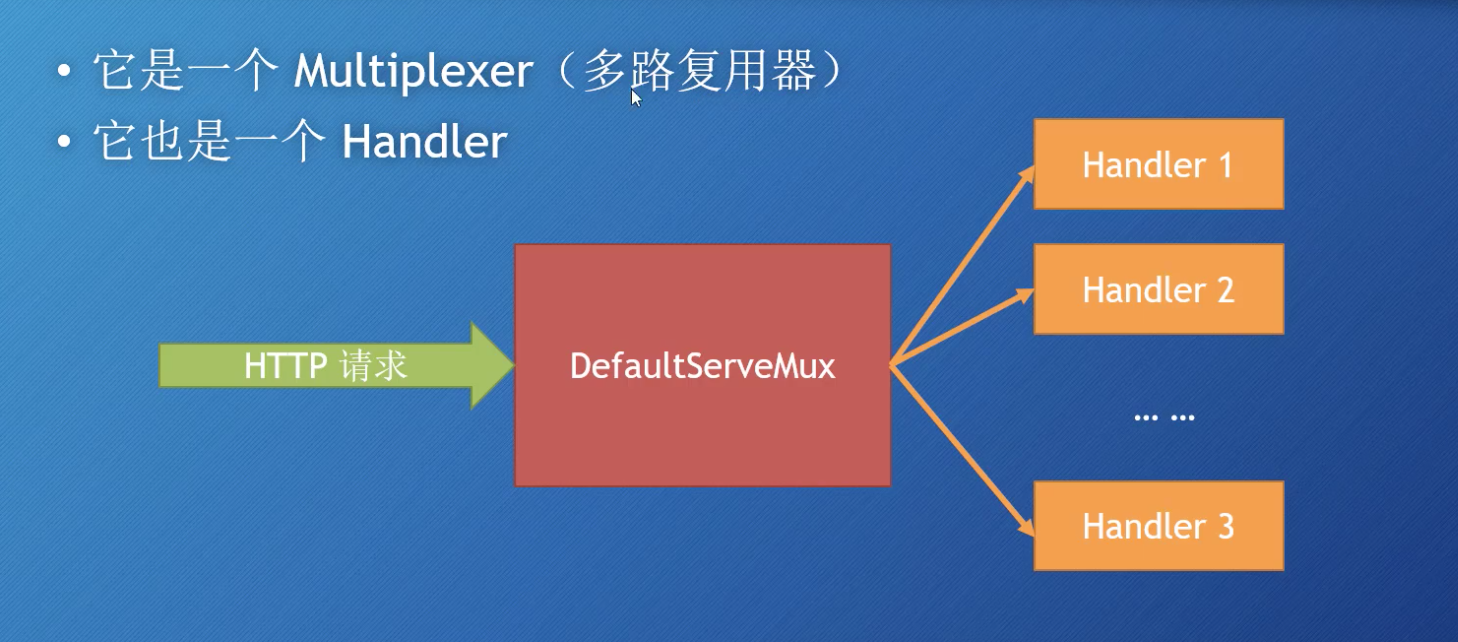 • 它是一个 Multiplexer（多路复用器）
• 它也是一个 Handler
Handler 1
Handler 2
HTTP 请求
DefaultServeMux
... ...
Handler 3